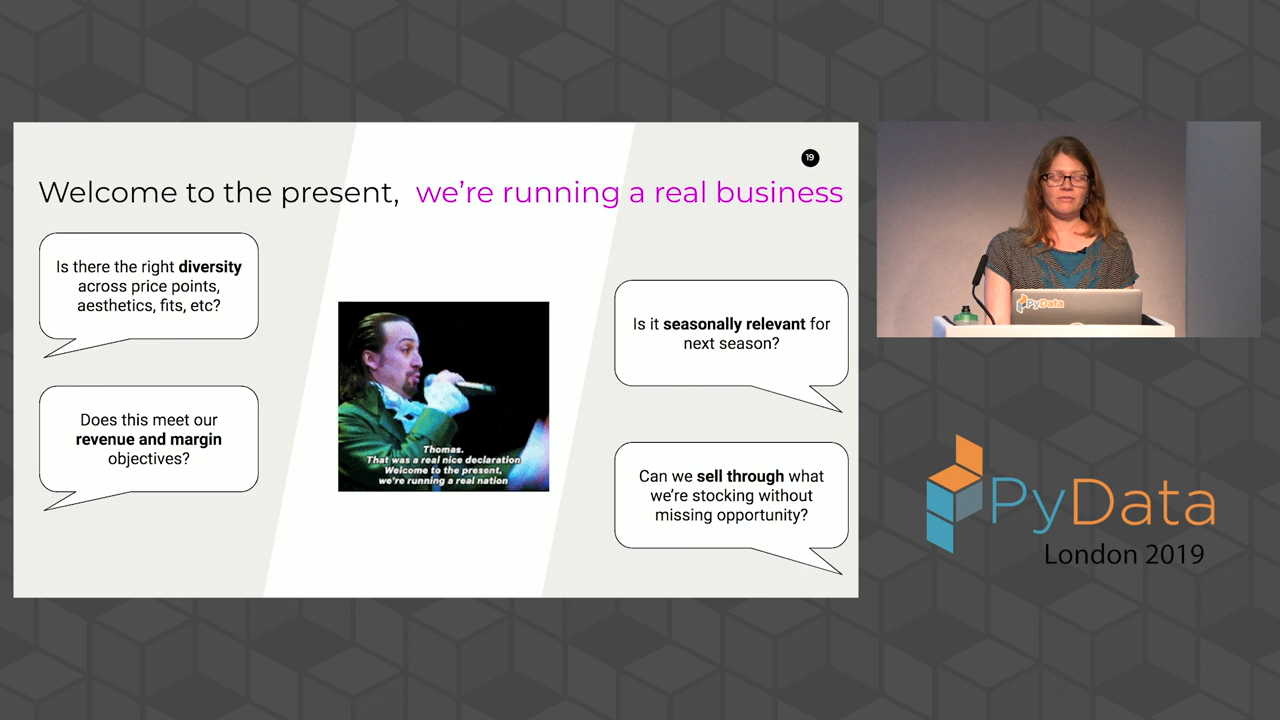 19
Welcome to the present, we're running a real business
Is there the right diversity
across price points,
aesthetics, fits, etc?
Does this meet our
revenue and margin
objectives?
Thomas.
That was a real nice declaration
Welcome to the present,
we're running a real nation
Is it seasonally relevant for
next season?
Can we sell through what
we're stocking without
missing opportunity?
PyData
PyData
London 2019